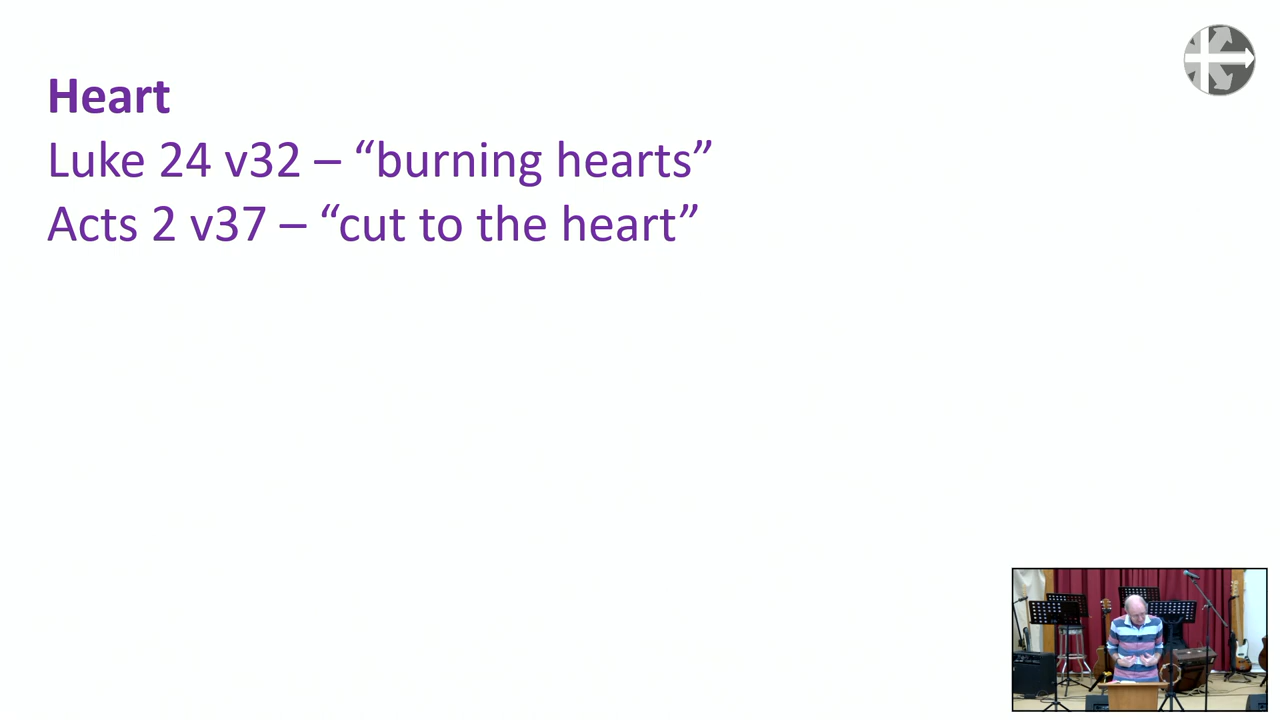 Heart
Luke 24 v32 – “burning hearts”
Acts 2 v37 – “cut to the heart”